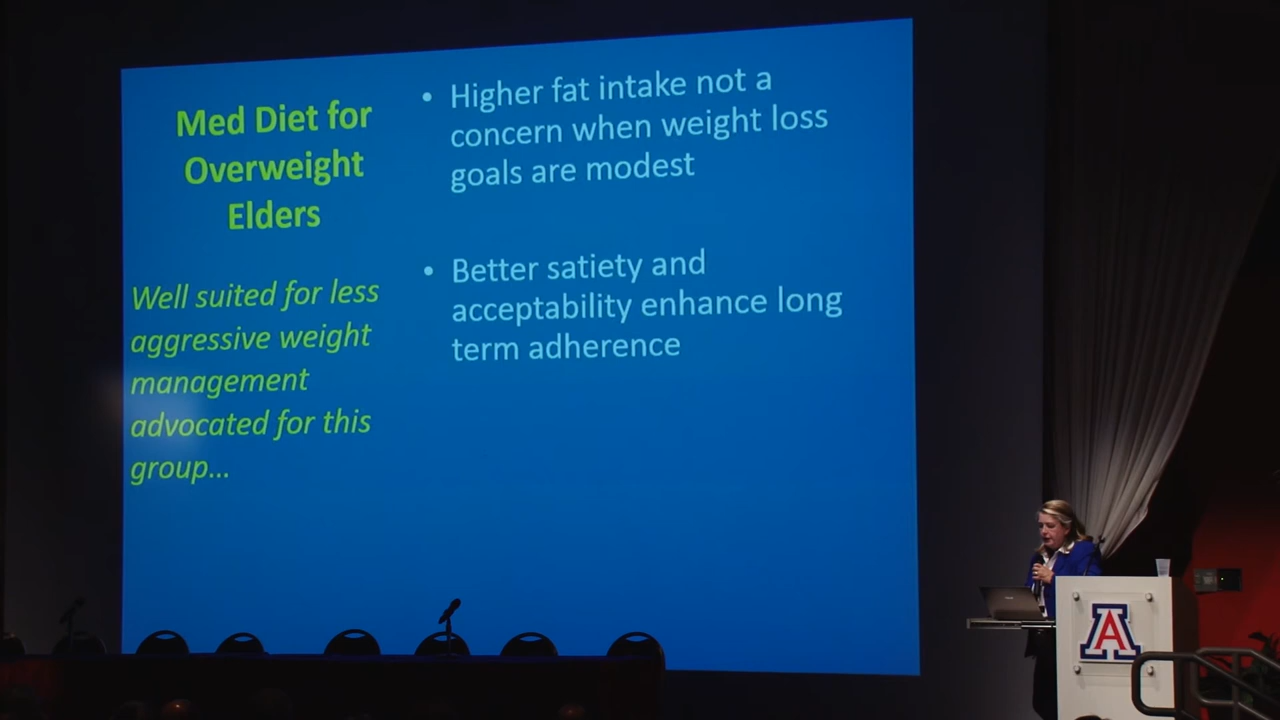 Med Diet for
Overweight
Elders
Well suited for less
aggressive weight
management
advocated for this
group...
• Higher fat intake not a
concern when weight loss
goals are modest
• Better satiety and
acceptability enhance long
term adherence
A